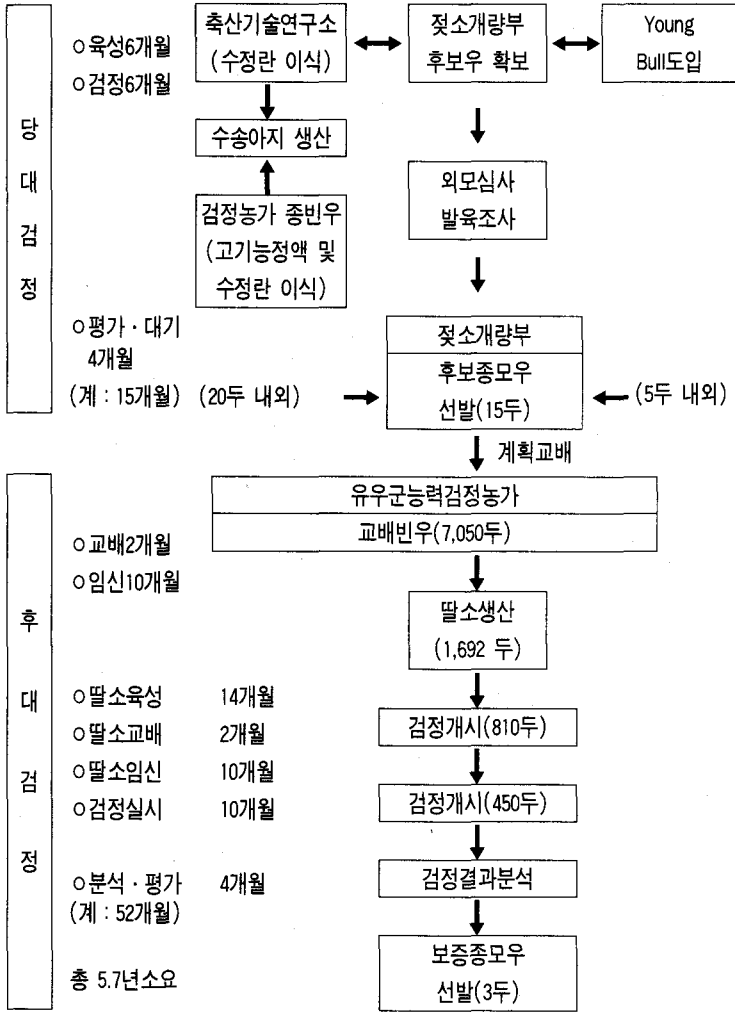 당대검정
○육성6개월
○검정6개월
축산기술연구소
(수정란 이식)
젖소개량부
후보우 확보
Young
Bull도입
수송아지 생산
외모심사
발육조사
검정농가 종빈우
(고기능정액 및
수정란 이식)
○평가·대기
4개월
(계 : 15개월)
(20두 내외)
젖소개량부
후보종모우
선발(15두)
(5두 내외)
계획교배
후대검정
유우군능력검정농가
교배빈우(7,050두)
○교배2개월
○임신10개월
딸소생산
(1,692 두)
○딸소육성 14개월
○딸소교배 2개월
검정개시(810두)
○딸소임신 10개월
○검정실시 10개월
검정개시(450두)
○분석·평가 4개월
(계 : 52개월)
검정결과분석
총 5.7년소요
보증종모우
선발(3두)